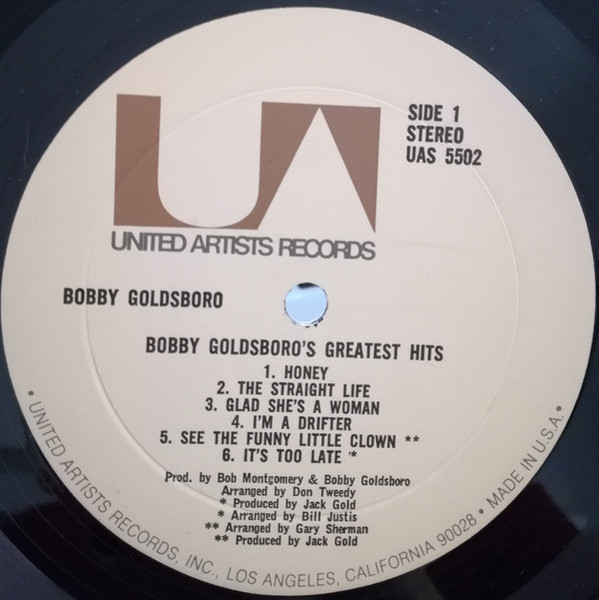 SIDE 1
STEREO
UAS 5502
UA
UNITED ARTISTS RECORDS
BOBBY GOLDSBORO
BOBBY GOLDSBORO'S GREATEST HITS
1. HONEY
2. THE STRAIGHT LIFE
3. GLAD SHE'S A WOMAN
4. I'M A DRIFTER
5. SEE THE FUNNY LITTLE CLOWN **
6. IT'S TOO LATE *
Prod. by Bob Montgomery & Bobby Goldsboro
Arranged by Don Tweedy
* Produced by Jack Gold
* Arranged by Bill Justis
** Arranged by Gary Sherman
** Produced by Jack Gold
• UNITED ARTISTS RECORDS, INC., LOS ANGELES, CALIFORNIA 90028 • MADE IN U.S.A. •